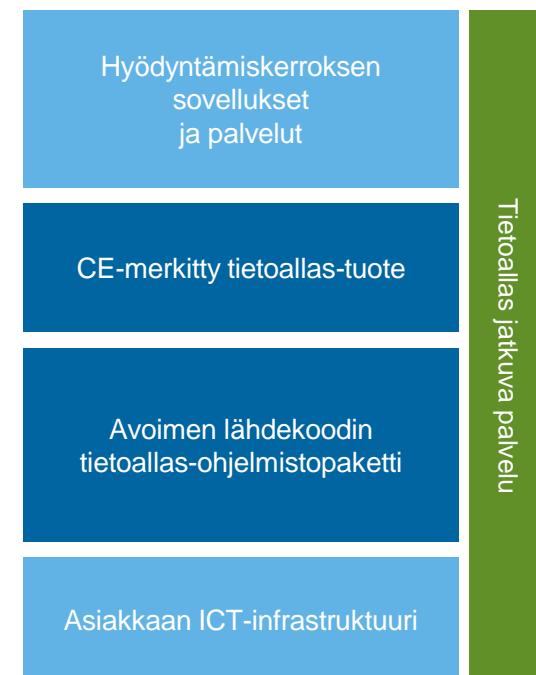 Hyödyntämiskerroksen
sovellukset
ja palvelut
CE-merkitty tietoallas-tuote
Avoimen lähdekoodin
tietoallas-ohjelmistopaketti
Asiakkaan ICT-infrastruktuuri
Tietoallas jatkuva palvelu